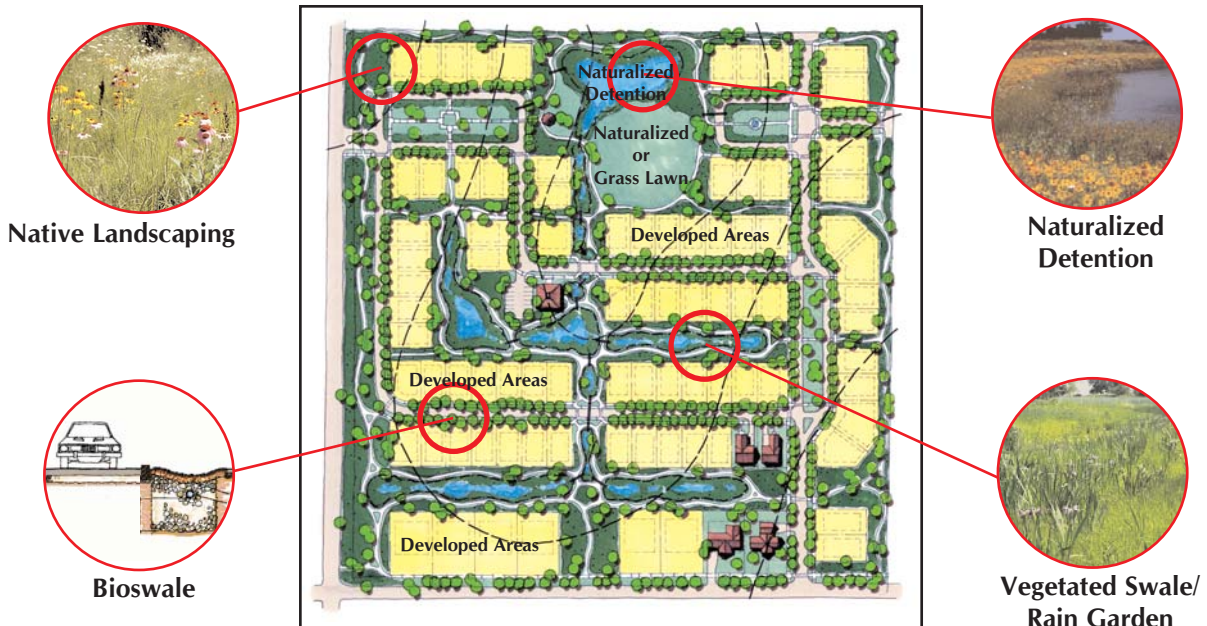 Native Landscaping
Bioswale
Naturalized
Detention
Naturalized
or
Grass Lawn
Developed Areas
Developed Areas
Developed Areas
Naturalized
Detention
Vegetated Swale/
Rain Garden